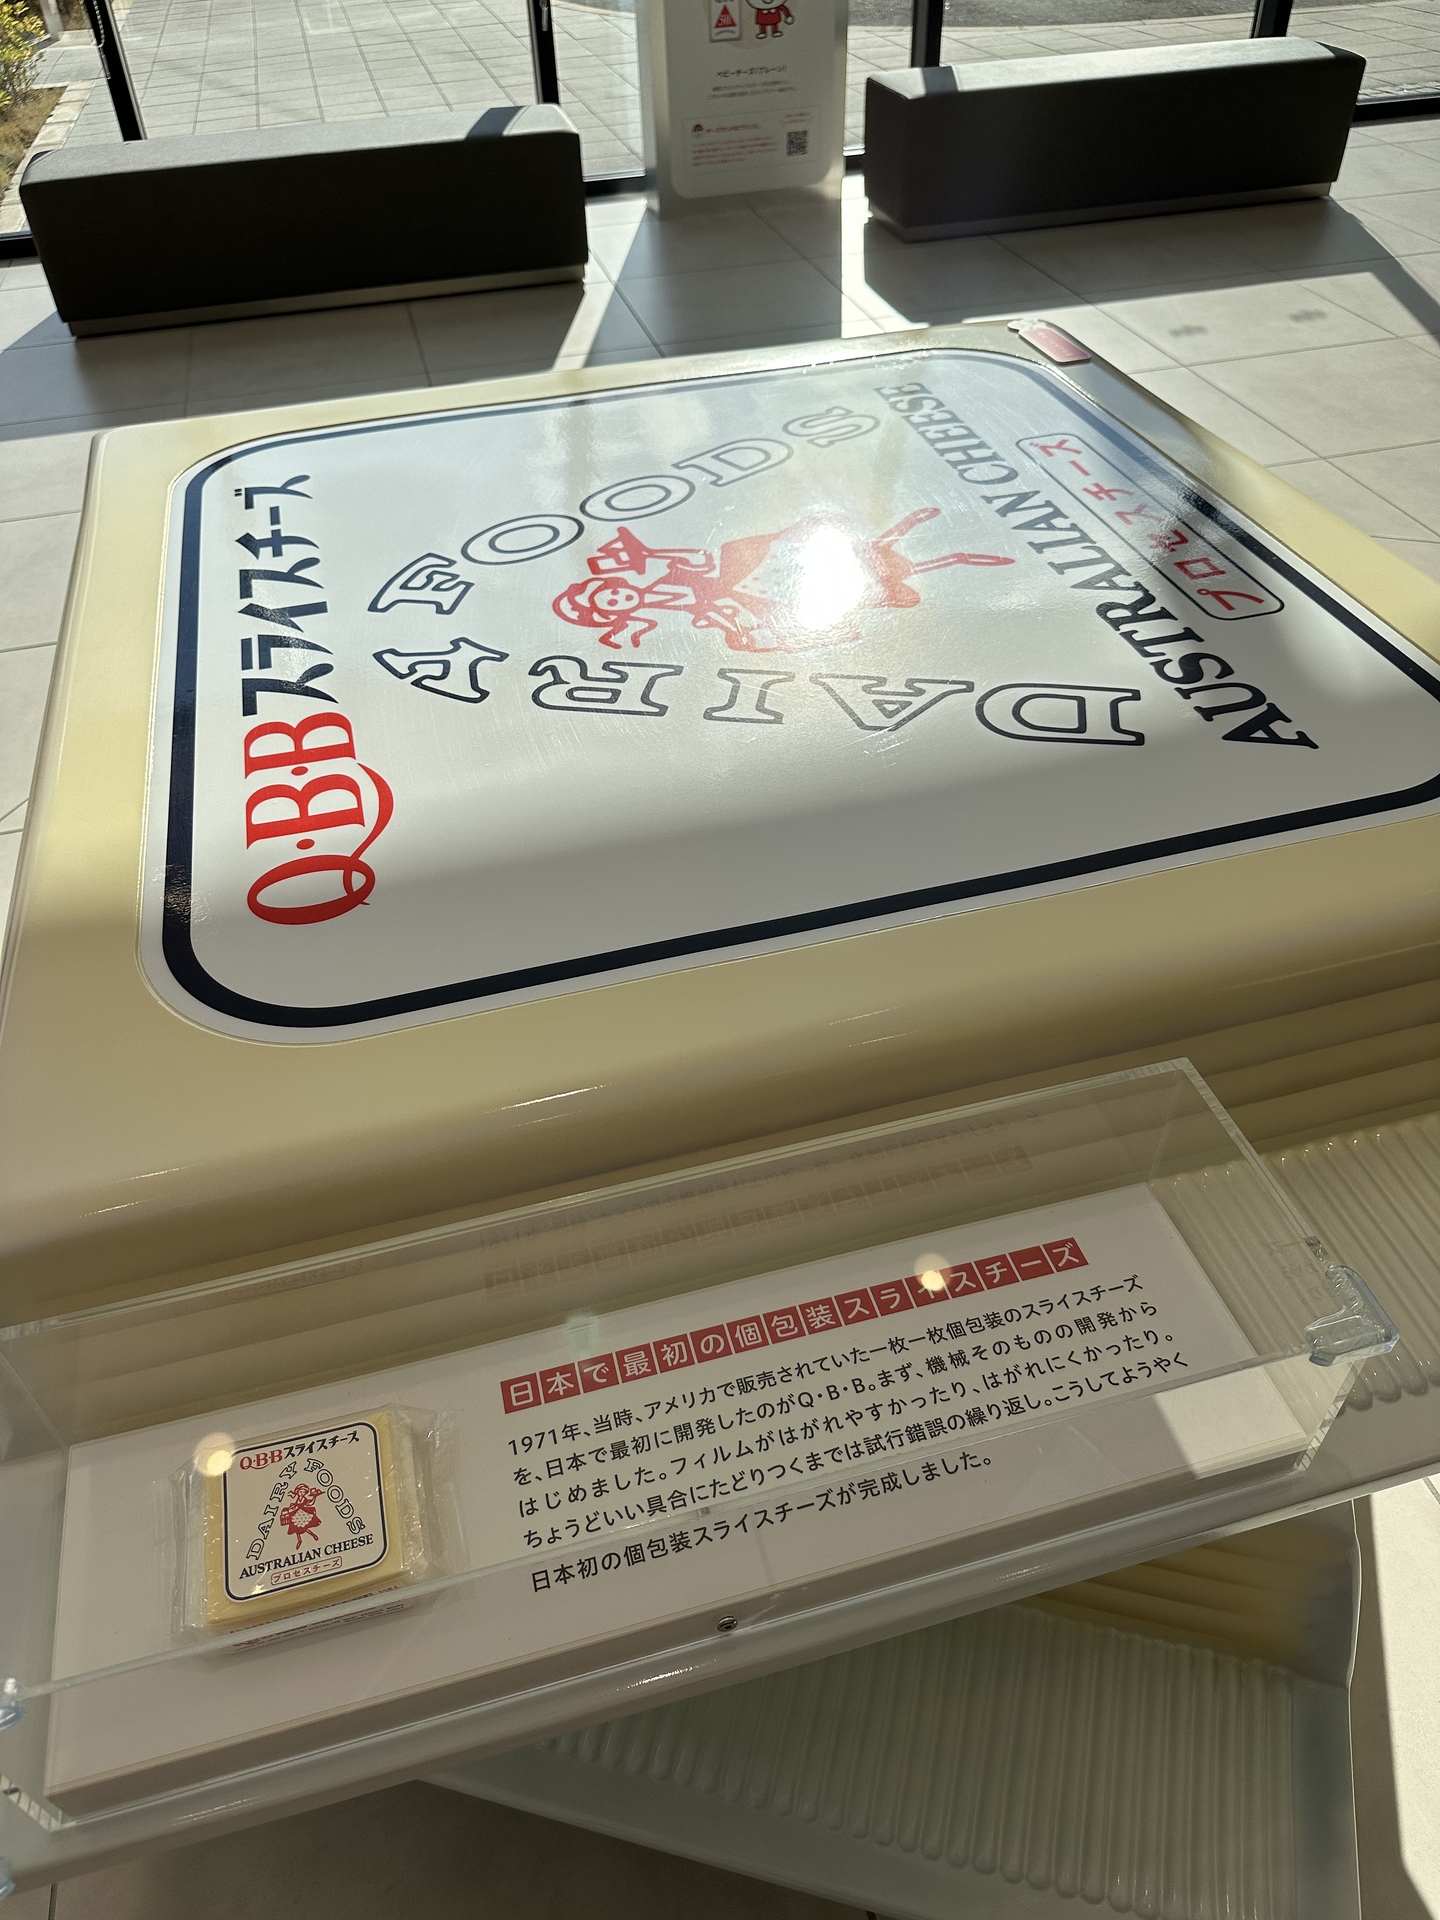 Q・B・Bスライスチーズ
DAIRY FOODS
AUSTRALIAN CHEESE
プロセスチーズ
日本で最初の個包装スライスチーズ
1971年、当時、アメリカで販売されていた一枚一枚個包装のスライスチーズ
を、日本で最初に開発したのがQ・B・B。まず、機械そのものの開発から
はじめました。フィルムがはがれやすかったり、はがれにくかったり。
ちょうどいい具合にたどりつくまでは試行錯誤の繰り返し。こうしてようやく
日本初の個包装スライスチーズが完成しました。
Q・B・Bスライスチーズ
DAIRY FOODS
AUSTRALIAN CHEESE
プロセスチーズ